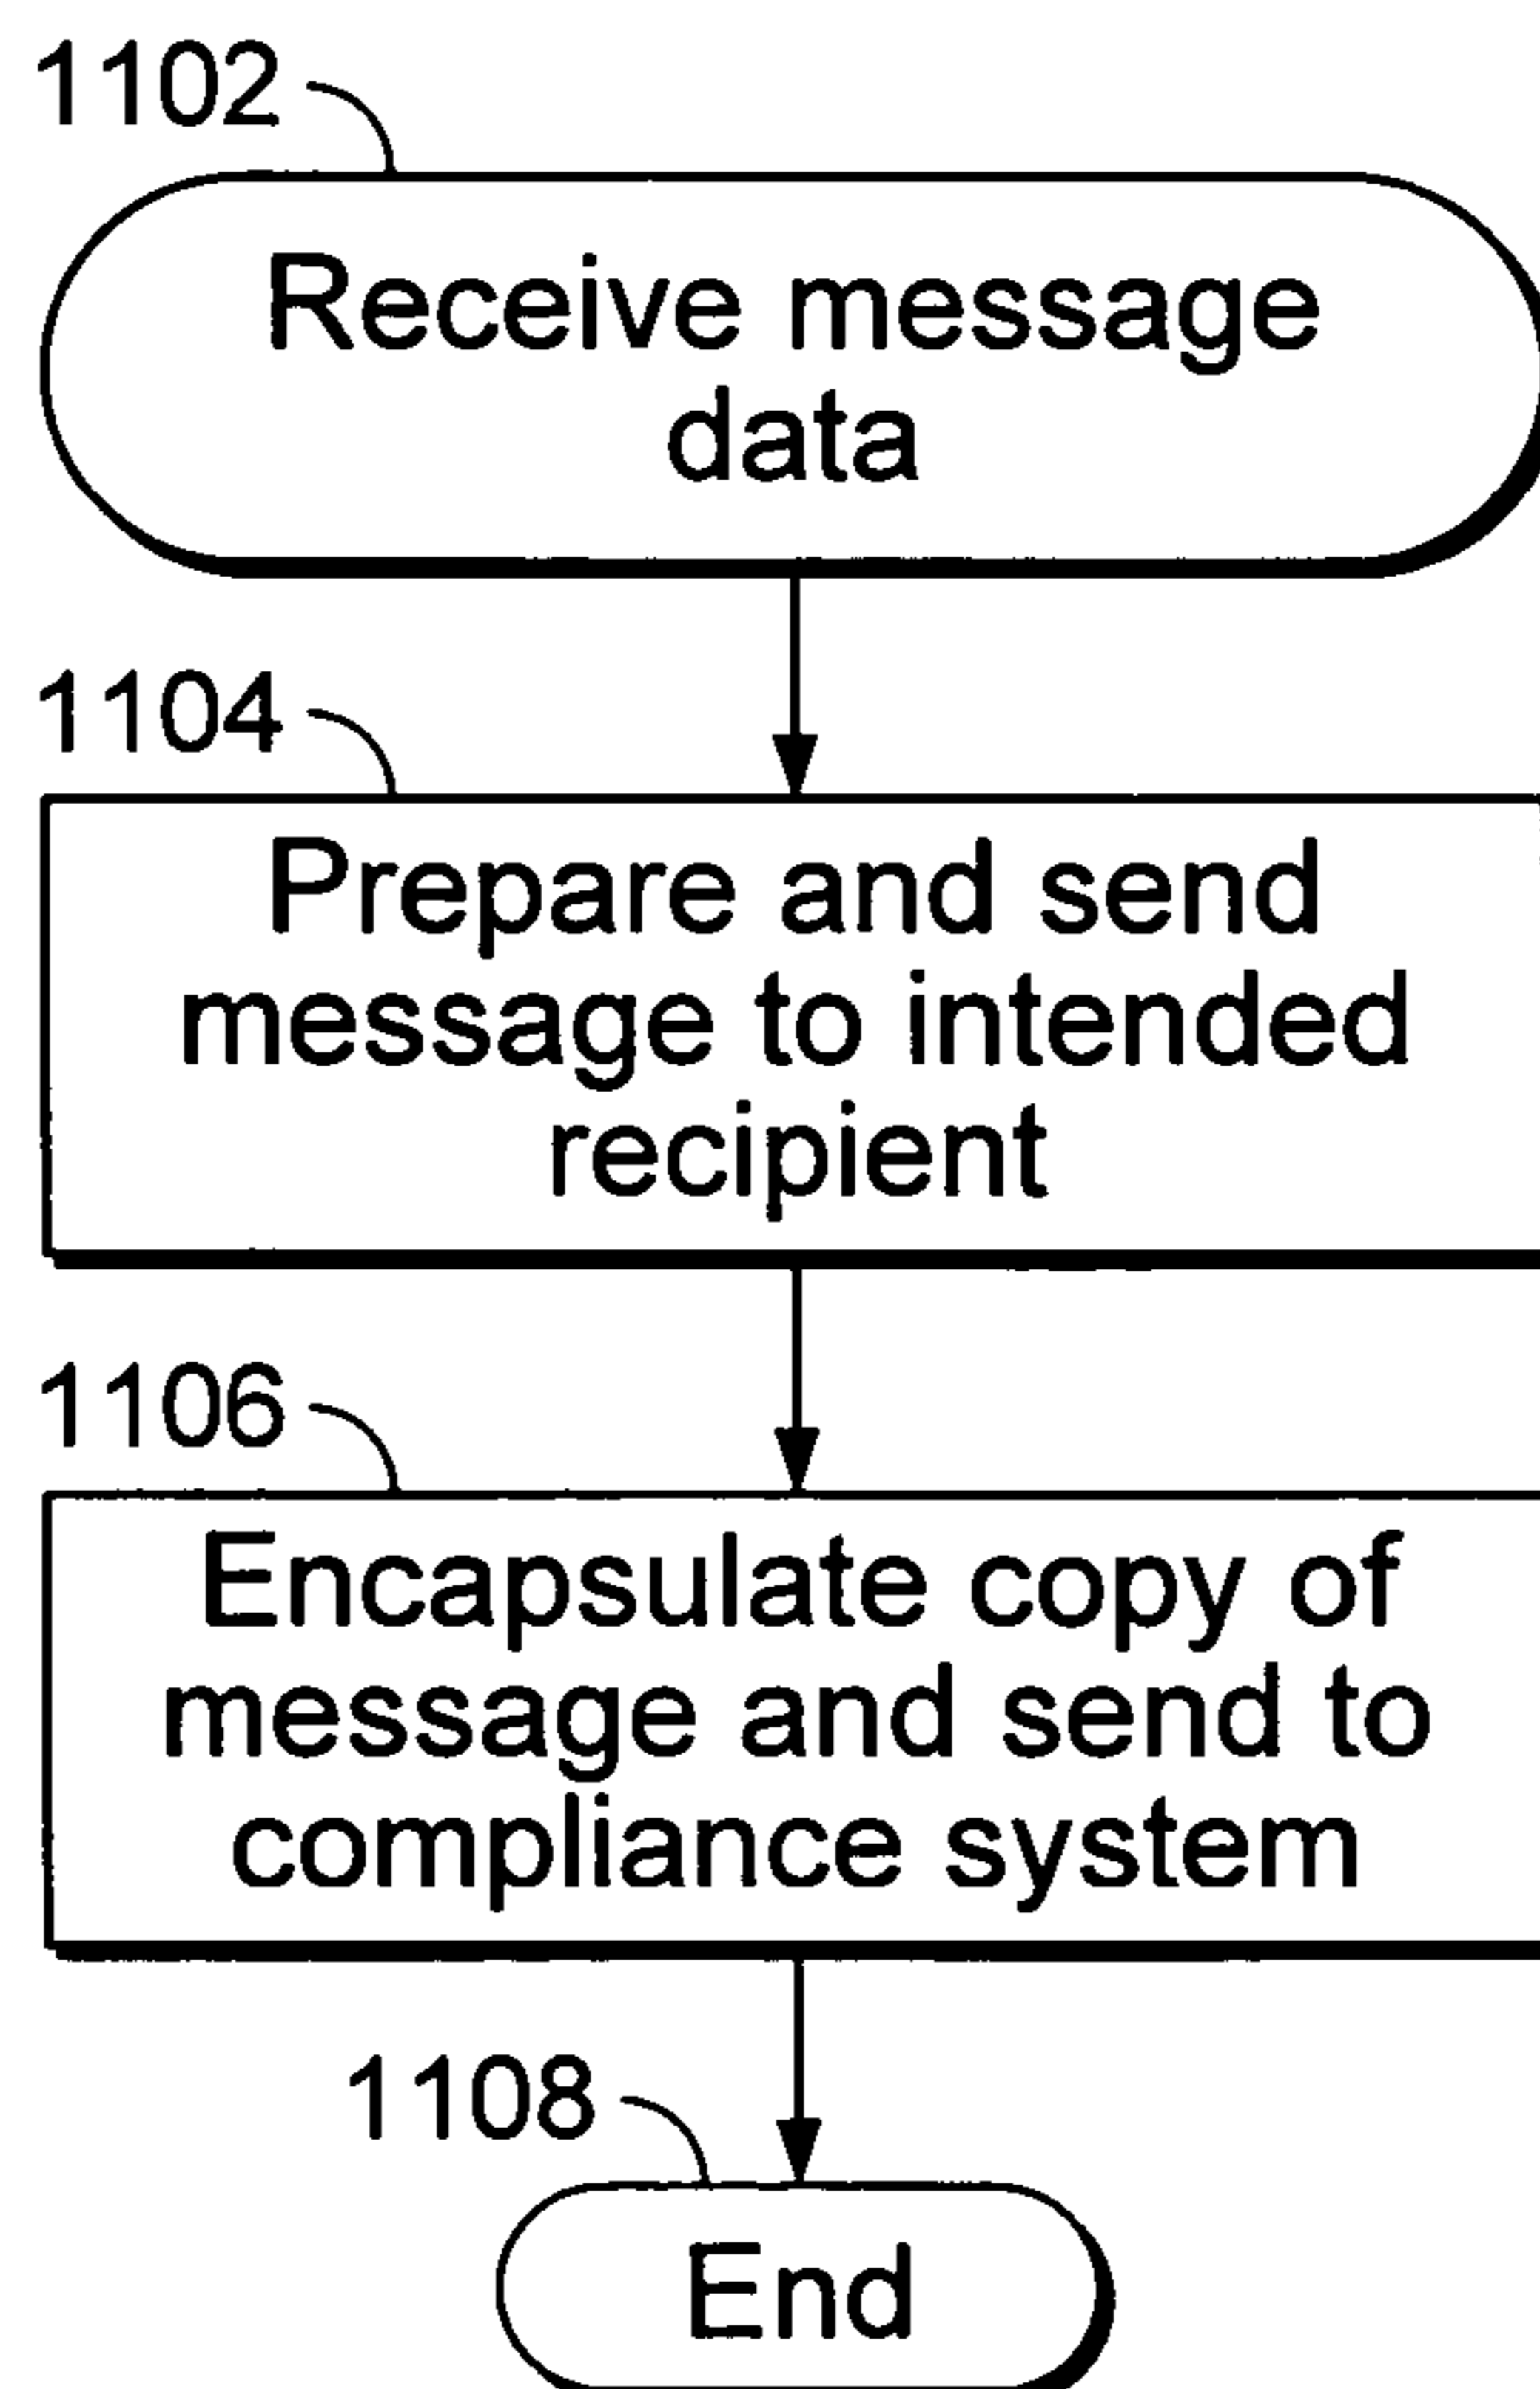 1102
Receive message
data
1104
Prepare and send
message to intended
recipient
1106
Encapsulate copy of
message and send to
compliance system
1108
End